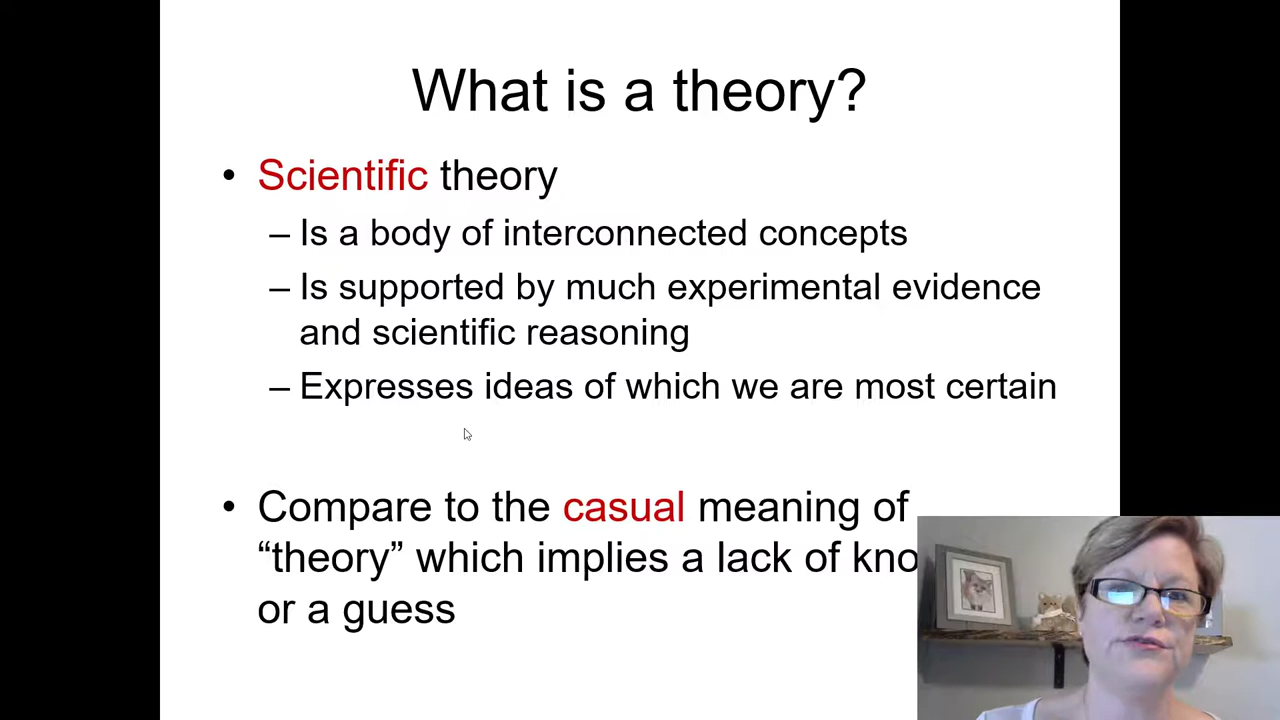 What is a theory?
• Scientific theory
– Is a body of interconnected concepts
– Is supported by much experimental evidence
and scientific reasoning
– Expresses ideas of which we are most certain
• Compare to the casual meaning of
“theory” which implies a lack of
or a guess